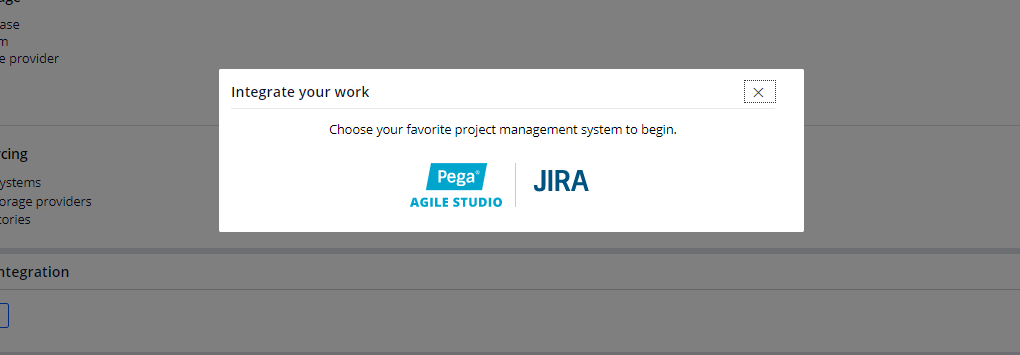 ase
m
e provider
Integrate your work
Choose your favorite project management system to begin.
Pega®
AGILE STUDIO
JIRA
rcing
ystems
orage providers
tories
ntegration